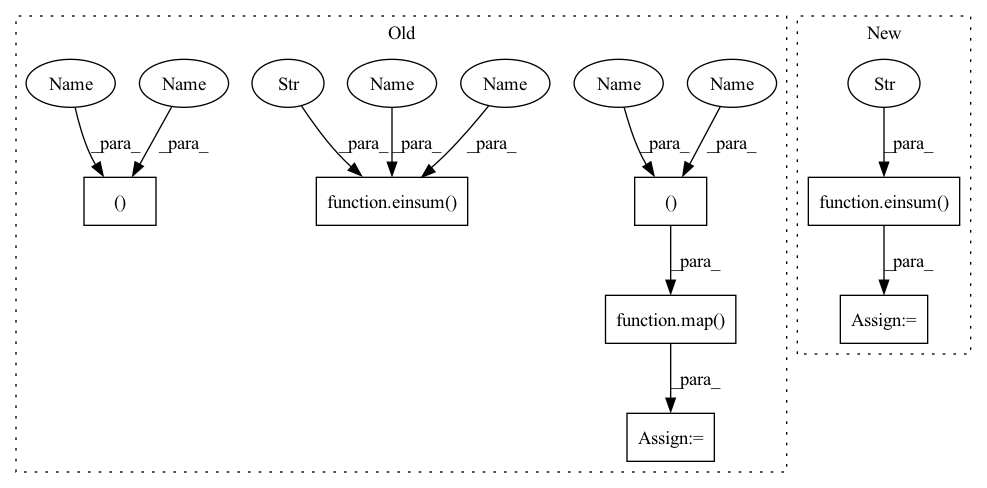 Old
New
Name
Name
Str
Name
Name
Name
Name
Str
_para_
_para_
_para_
_para_
_para_
_para_
_para_
_para_
()
function.einsum()
()
function.einsum()
_para_
_para_
function.map()
Assign:=
_para_
Assign:=